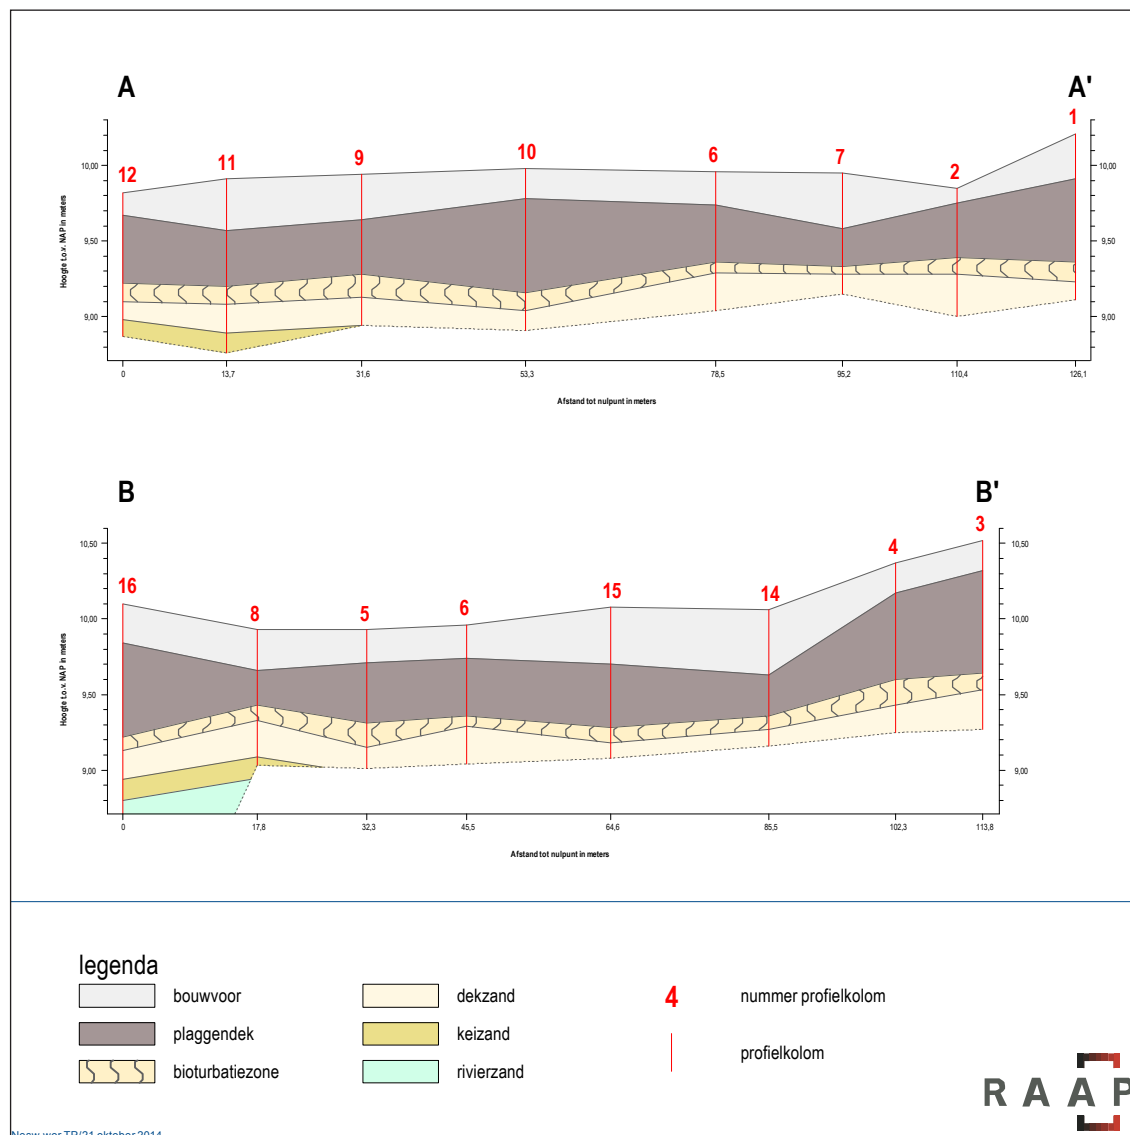 A
A'
12
11
9
10
6
7
2
1
10,00
9,50
9,00
10,00
9,50
9,00
Hoogte t.o.v. NAP in meters
0
13,7
31,6
53,3
78,5
95,2
110,4
126,1
Afstand tot nulpunt in meters
B
B'
16
8
5
6
15
14
4
3
10,50
10,00
9,50
9,00
10,50
10,00
9,50
9,00
Hoogte t.o.v. NAP in meters
0
17,8
32,3
45,5
64,6
85,5
102,3
113,8
Afstand tot nulpunt in meters
legenda
bouwvoor
dekzand
4
nummer profielkolom
plaggendek
keizand
profielkolom
bioturbatiezone
rivierzand
RAAP